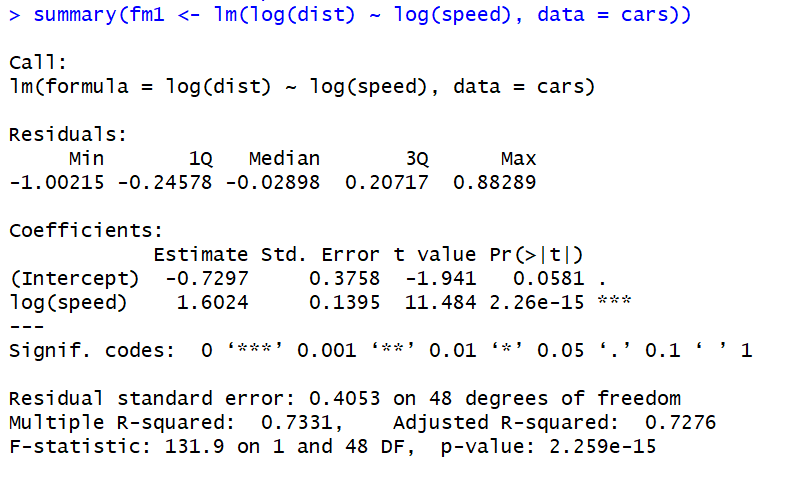 > summary(fm1 <- lm(log(dist) ~ log(speed), data = cars))
Call:
lm(formula = log(dist) ~ log(speed), data = cars)
Residuals:
     Min       1Q   Median       3Q      Max
-1.00215 -0.24578 -0.02898  0.20717  0.88289
Coefficients:
            Estimate Std. Error t value Pr(>|t|)
(Intercept)  -0.7297     0.3758  -1.941   0.0581 .
log(speed)    1.6024     0.1395  11.484 2.26e-15 ***
---
Signif. codes:  0 ‘***’ 0.001 ‘**’ 0.01 ‘*’ 0.05 ‘.’ 0.1 ‘ ’ 1
Residual standard error: 0.4053 on 48 degrees of freedom
Multiple R-squared:  0.7331,	Adjusted R-squared:  0.7276
F-statistic: 131.9 on 1 and 48 DF,  p-value: 2.259e-15